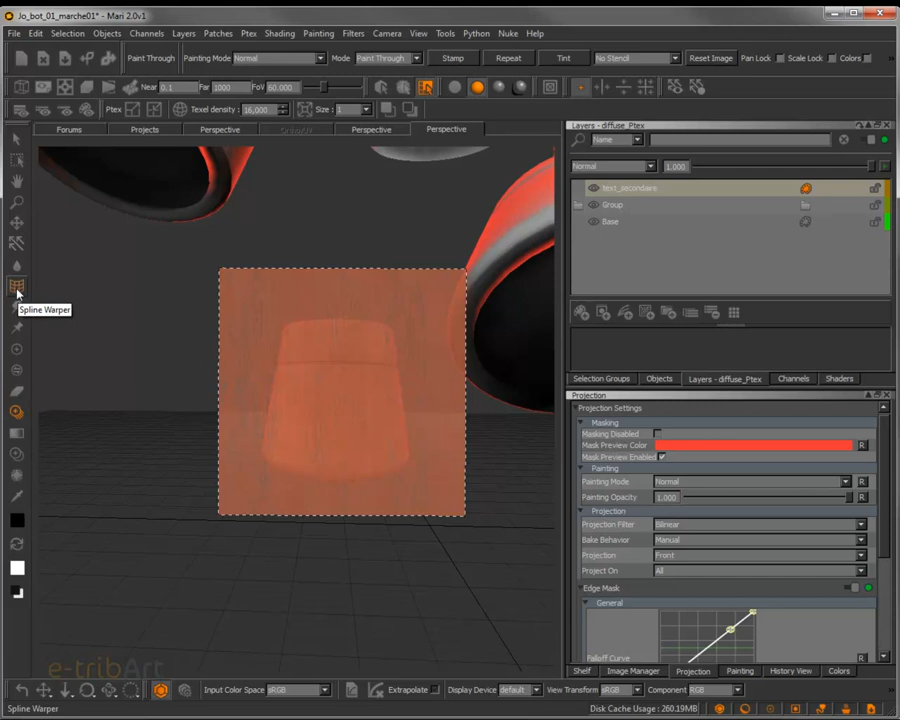 Jo_bot_01_marche01* - Mari 2.0v1
File Edit Selection Objects Channels Layers Patches Ptex Shading Painting Filters Camera View Tools Python Nuke Help
Paint Through Painting Mode Normal Mode Paint Through Stamp Repeat Tint No Stencil Reset Image Pan Lock Scale Lock Colors
Near 0.1 Far 1000 FoV 60.000
Ptex Texel density: 16,000 Size: 1
Forums Projects Perspective Perspective Perspective
Layers - diffuse_Ptex
Name
Normal 1.000
text_secondaire
Group
Base
Spline Warper
Selection Groups Objects Layers - diffuse_Ptex Channels Shaders
Projection
Projection Settings
Masking
Masking Disabled
Mask Preview Color R
Mask Preview Enabled R
Painting
Painting Mode Normal R
Painting Opacity 1.000 R
Projection
Projection Filter Bilinear
Bake Behavior Manual
Projection Front
Project On All
Edge Mask
General
Falloff Curve
e-tribArt
Shelf Image Manager Projection Painting History View Colors
Input Color Space sRGB Extrapolate Display Device default View Transform sRGB Component RGB
Spline Warper Disk Cache Usage : 260.19MB